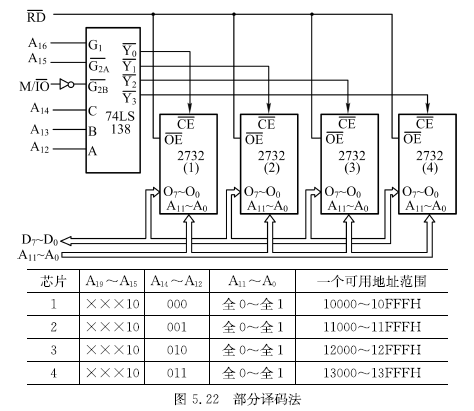 RD
A₁₆ G₁ Y₀
A₁₅ G₂A Y₁
M/IO G₂B Y₂
Y₃
A₁₄ C 74LS
A₁₃ B 138
A₁₂ A
CE CE CE CE
OE OE OE OE
2732 2732 2732 2732
(1) (2) (3) (4)
O₇~O₀ O₇~O₀ O₇~O₀ O₇~O₀
A₁₁~A₀ A₁₁~A₀ A₁₁~A₀ A₁₁~A₀
D₇~D₀
A₁₁~A₀
芯片 A₁₉~A₁₅ A₁₄~A₁₂ A₁₁~A₀ 一个可用地址范围
1 ×××10 000 全0~全1 10000~10FFFH
2 ×××10 001 全0~全1 11000~11FFFH
3 ×××10 010 全0~全1 12000~12FFFH
4 ×××10 011 全0~全1 13000~13FFFH
图 5.22 部分译码法